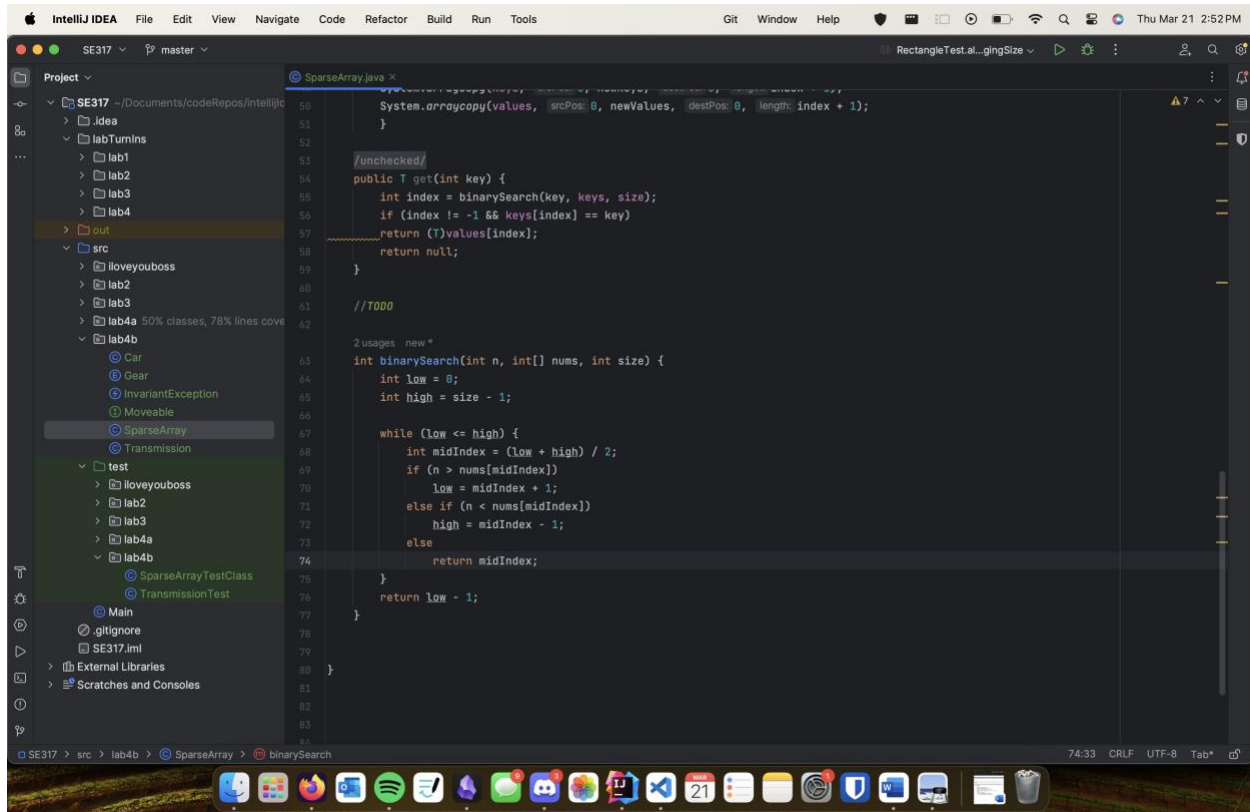 IntelliJ IDEA File Edit View Navigate Code Refactor Build Run Tools Git Window Help Thu Mar 21 2:52 PM
SE317 master RectangleTest.al...gingSize
Project
SparseArray.java
SE317 ~/Documents/codeRepos/intellijId
.idea
labTurnIns
lab1
lab2
lab3
lab4
out
src
iloveyouboss
lab2
lab3
lab4a 50% classes, 78% lines cove
lab4b
Car
Gear
InvariantException
Moveable
SparseArray
Transmission
test
iloveyouboss
lab2
lab3
lab4a
lab4b
SparseArrayTestClass
TransmissionTest
Main
.gitignore
SE317.iml
External Libraries
Scratches and Consoles
50 System.arraycopy(values, srcPos: 0, newValues, destPos: 0, length: index + 1);
7
51 }
52
53 /unchecked/
54 public T get(int key) {
55 int index = binarySearch(key, keys, size);
56 if (index != -1 && keys[index] == key)
57 return (T)values[index];
58 return null;
59 }
60
61 //TODO
62
2 usages new *
63 int binarySearch(int n, int[] nums, int size) {
64 int low = 0;
65 int high = size - 1;
66
67 while (low <= high) {
68 int midIndex = (low + high) / 2;
69 if (n > nums[midIndex])
70 low = midIndex + 1;
71 else if (n < nums[midIndex])
72 high = midIndex - 1;
73 else
74 return midIndex;
75 }
76 return low - 1;
77 }
78
79
80 }
81
82
83
SE317 > src > lab4b > SparseArray > binarySearch 74:33 CRLF UTF-8 Tab*
9
3
1
MAR
21